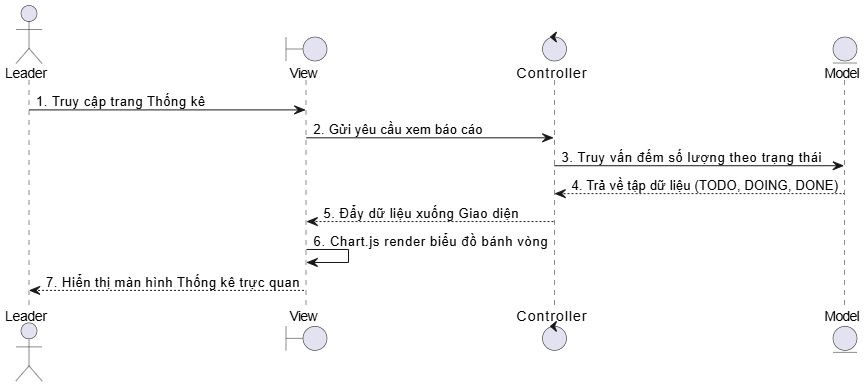 Leader View Controller Model
1. Truy cập trang Thống kê
2. Gửi yêu cầu xem báo cáo
3. Truy vấn đếm số lượng theo trạng thái
4. Trả về tập dữ liệu (TODO, DOING, DONE)
5. Đẩy dữ liệu xuống Giao diện
6. Chart.js render biểu đồ bánh vòng
7. Hiển thị màn hình Thống kê trực quan
Leader View Controller Model